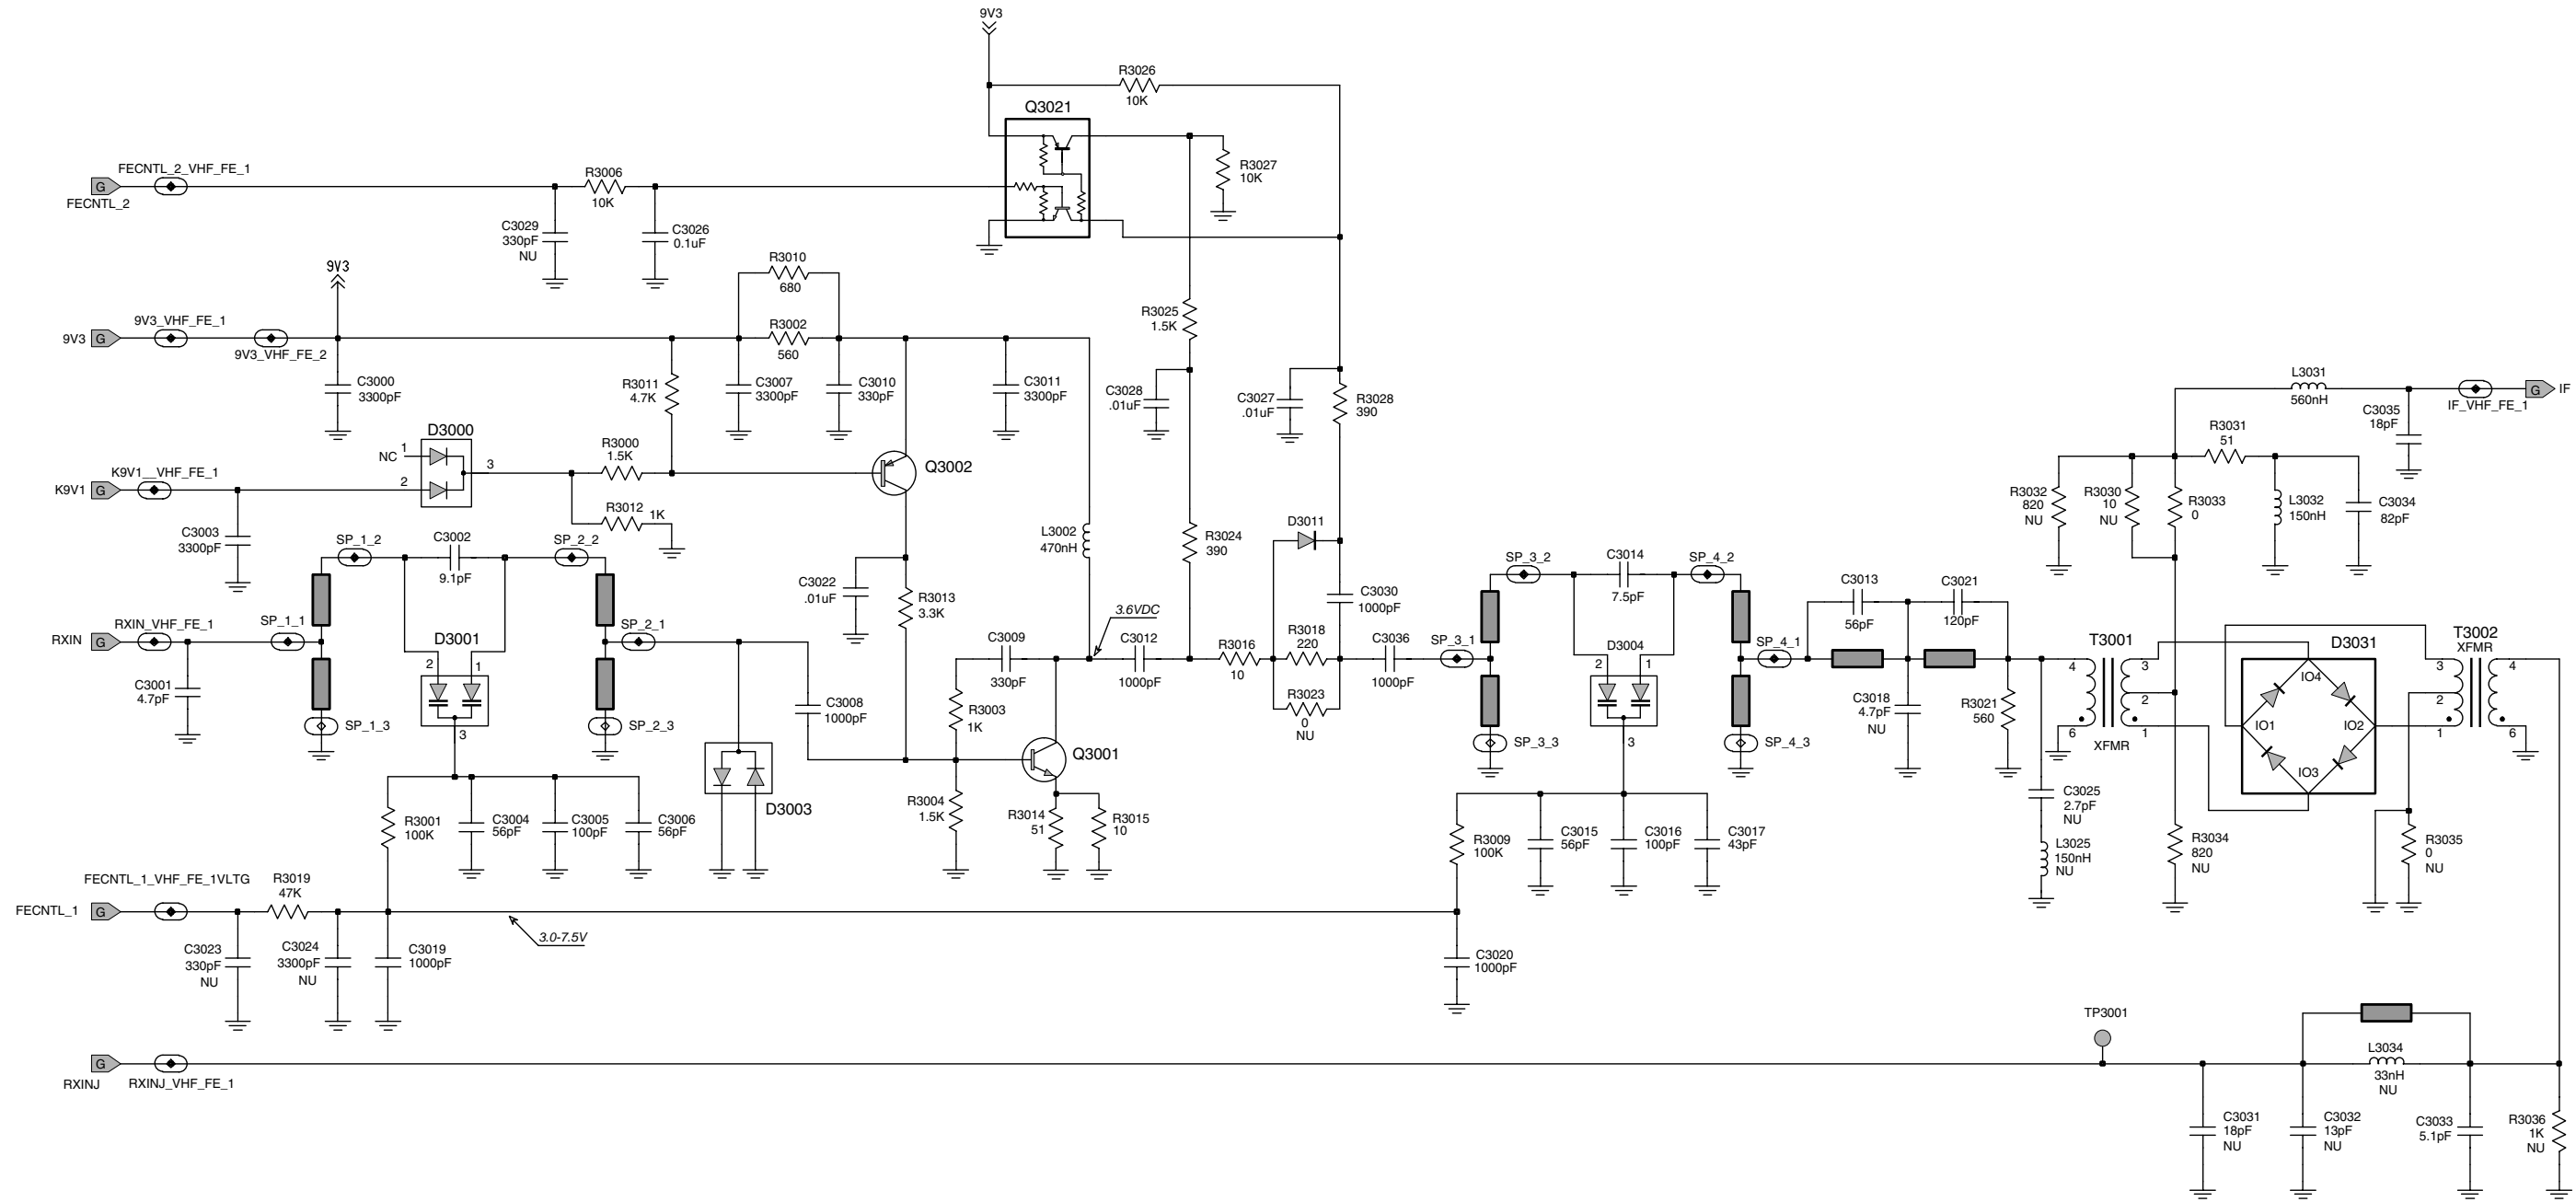 9V3
R3026
10K
Q3021
R3027
10K
FECNTL_2_VHF_FE_1
G
FECNTL_2
R3006
10K
C3029
330pF
NU
C3026
0.1uF
9V3
R3010
680
R3002
560
9V3_VHF_FE_1
9V3
G
9V3_VHF_FE_2
C3000
3300pF
R3011
4.7K
C3007
3300pF
C3010
330pF
C3011
3300pF
R3025
1.5K
C3028
.01uF
C3027
.01uF
R3028
390
D3000
NC
1
2
3
K9V1__VHF_FE_1
K9V1
G
C3003
3300pF
R3000
1.5K
R3012
1K
Q3002
L3002
470nH
R3024
390
D3011
C3022
.01uF
R3013
3.3K
SP_1_2
C3002
9.1pF
SP_2_2
RXIN_VHF_FE_1
RXIN
G
SP_1_1
D3001
2
1
3
SP_2_1
C3001
4.7pF
SP_1_3
SP_2_3
C3008
1000pF
D3003
C3009
330pF
R3003
1K
3.6VDC
C3012
1000pF
Q3001
R3004
1.5K
R3014
51
R3015
10
R3016
10
R3018
220
R3023
0
NU
C3030
1000pF
C3036
1000pF
SP_3_1
SP_3_2
C3014
7.5pF
SP_4_2
D3004
2
1
3
SP_3_3
SP_4_1
SP_4_3
C3013
56pF
C3021
120pF
C3018
4.7pF
NU
R3021
560
R3001
100K
C3004
56pF
C3005
100pF
C3006
56pF
R3009
100K
C3015
56pF
C3016
100pF
C3017
43pF
FECNTL_1_VHF_FE_1VLTG
FECNTL_1
G
R3019
47K
3.0-7.5V
C3023
330pF
NU
C3024
3300pF
NU
C3019
1000pF
C3020
1000pF
L3031
560nH
G
IF
IF_VHF_FE_1
C3035
18pF
R3031
51
R3032
820
NU
R3030
10
NU
R3033
0
L3032
150nH
C3034
82pF
T3001
4
3
2
6
1
XFMR
D3031
IO4
IO1
IO2
IO3
T3002
XFMR
3
4
2
1
6
C3025
2.7pF
NU
L3025
150nH
NU
R3034
820
NU
R3035
0
NU
TP3001
G
RXINJ
RXINJ_VHF_FE_1
L3034
33nH
NU
C3031
18pF
NU
C3032
13pF
NU
C3033
5.1pF
R3036
1K
NU